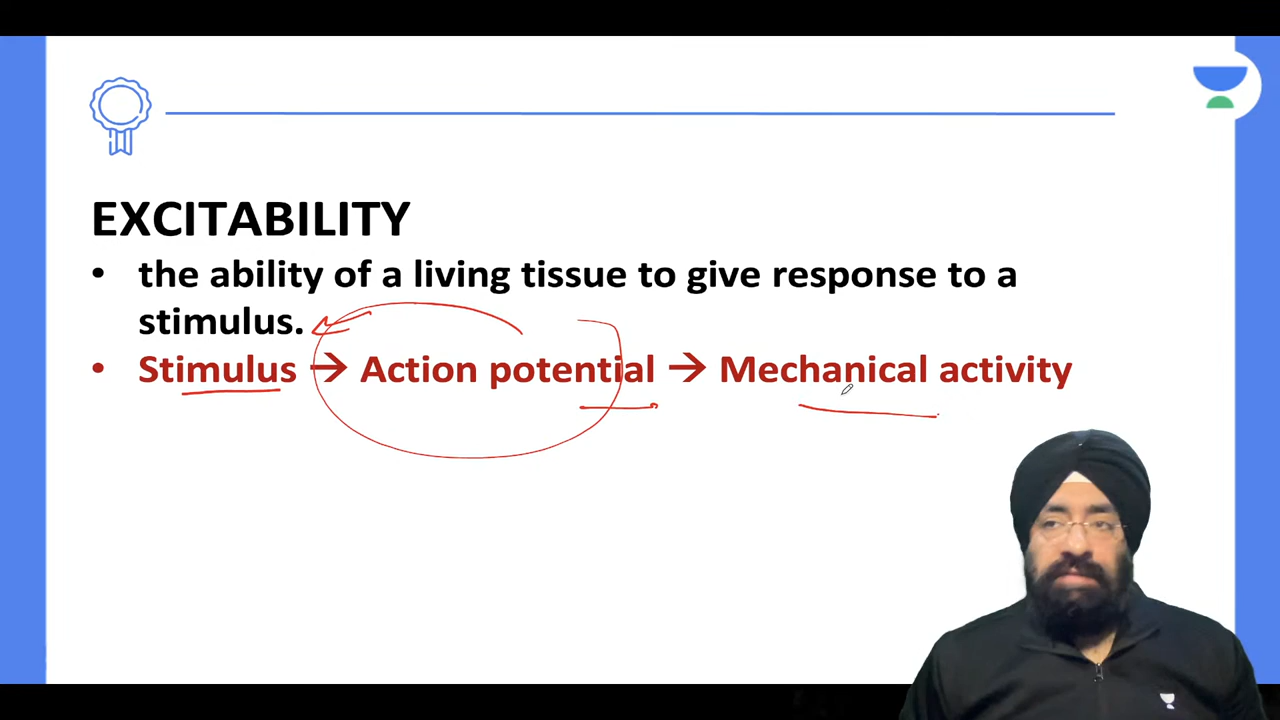 EXCITABILITY
• the ability of a living tissue to give response to a
stimulus.
• Stimulus → Action potential → Mechanical activity